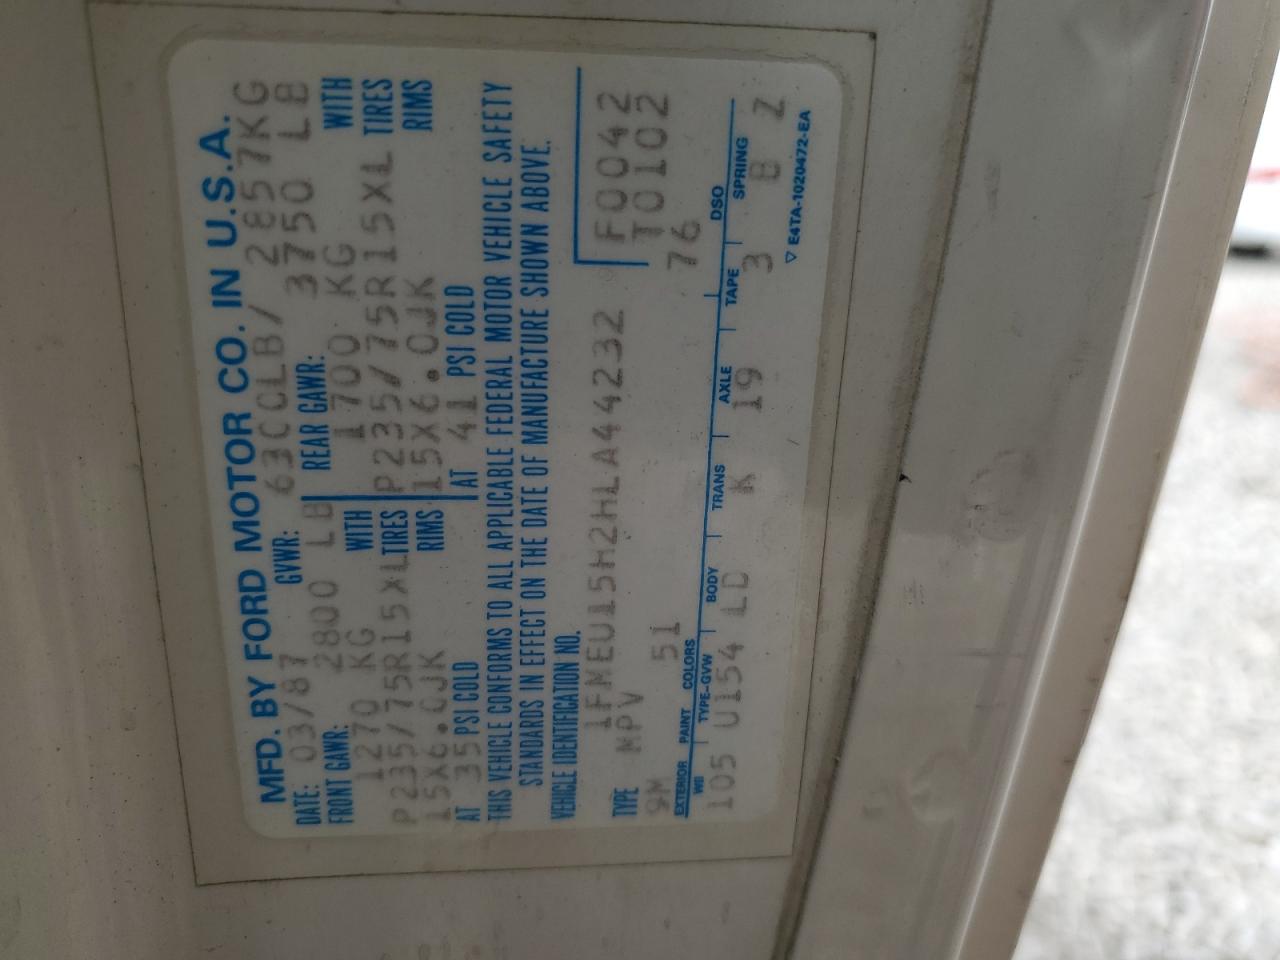 MFD. BY FORD MOTOR CO. IN U.S.A.
DATE: 03/87 GVWR: 6300LB/ 2857KG
FRONT GAWR: 2800 LB REAR GAWR: 3750 LB
1270 KG WITH 1700 KG WITH
P235/75R15XL TIRES P235/75R15XL TIRES
15X6.0JK RIMS 15X6.0JK RIMS
AT 35 PSI COLD AT 41 PSI COLD
THIS VEHICLE CONFORMS TO ALL APPLICABLE FEDERAL MOTOR VEHICLE SAFETY
STANDARDS IN EFFECT ON THE DATE OF MANUFACTURE SHOWN ABOVE.
VEHICLE IDENTIFICATION NO. 1FMEU15H2HLA44232 F0042
TYPE MPV T0102
9M 51 76
EXTERIOR PAINT COLORS DSO
WB TYPE-GVW BODY TRANS AXLE TAPE SPRING
105 U154 LD K 19 3 B Z
▽ E4TA-1020472-EA